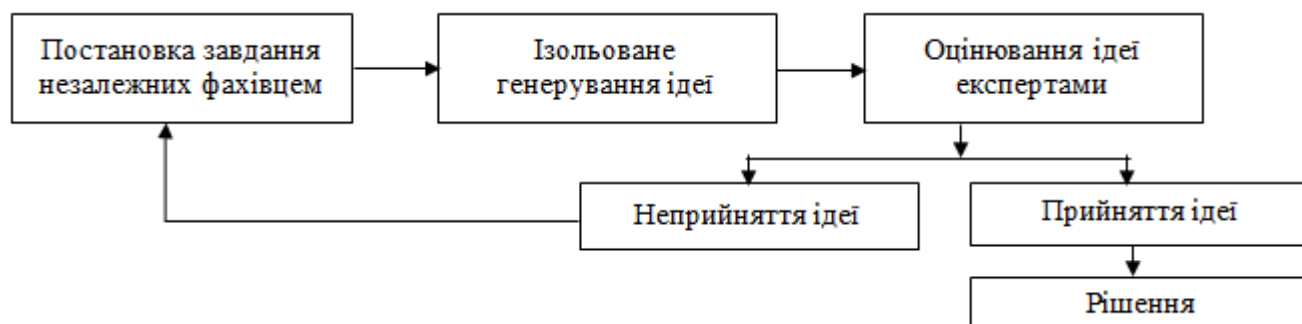 Постановка завдання
незалежних фахівцем
Ізольоване
генерування ідеї
Оцінювання ідеї
експертами
Неприйняття ідеї
Прийняття ідеї
Рішення